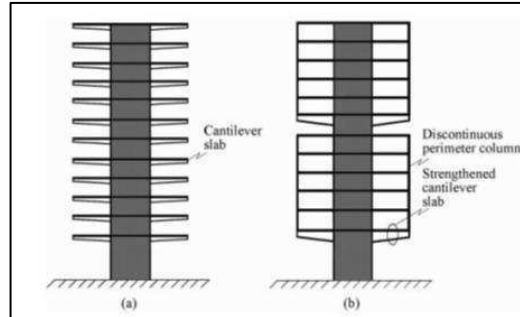 Cantilever
slab
Discontinuous
perimeter column
Strengthened
cantilever
slab
(a)
(b)